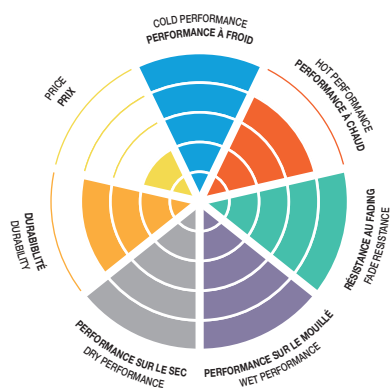 COLD PERFORMANCE
PERFORMANCE À FROID
HOT PERFORMANCE
PERFORMANCE À CHAUD
RÉSISTANCE AU FADING
FADE RESISTANCE
PERFORMANCE SUR LE MOUILLÉ
WET PERFORMANCE
PERFORMANCE SUR LE SEC
DRY PERFORMANCE
DURABIBLITÉ
DURABILITY
PRICE
PRIX